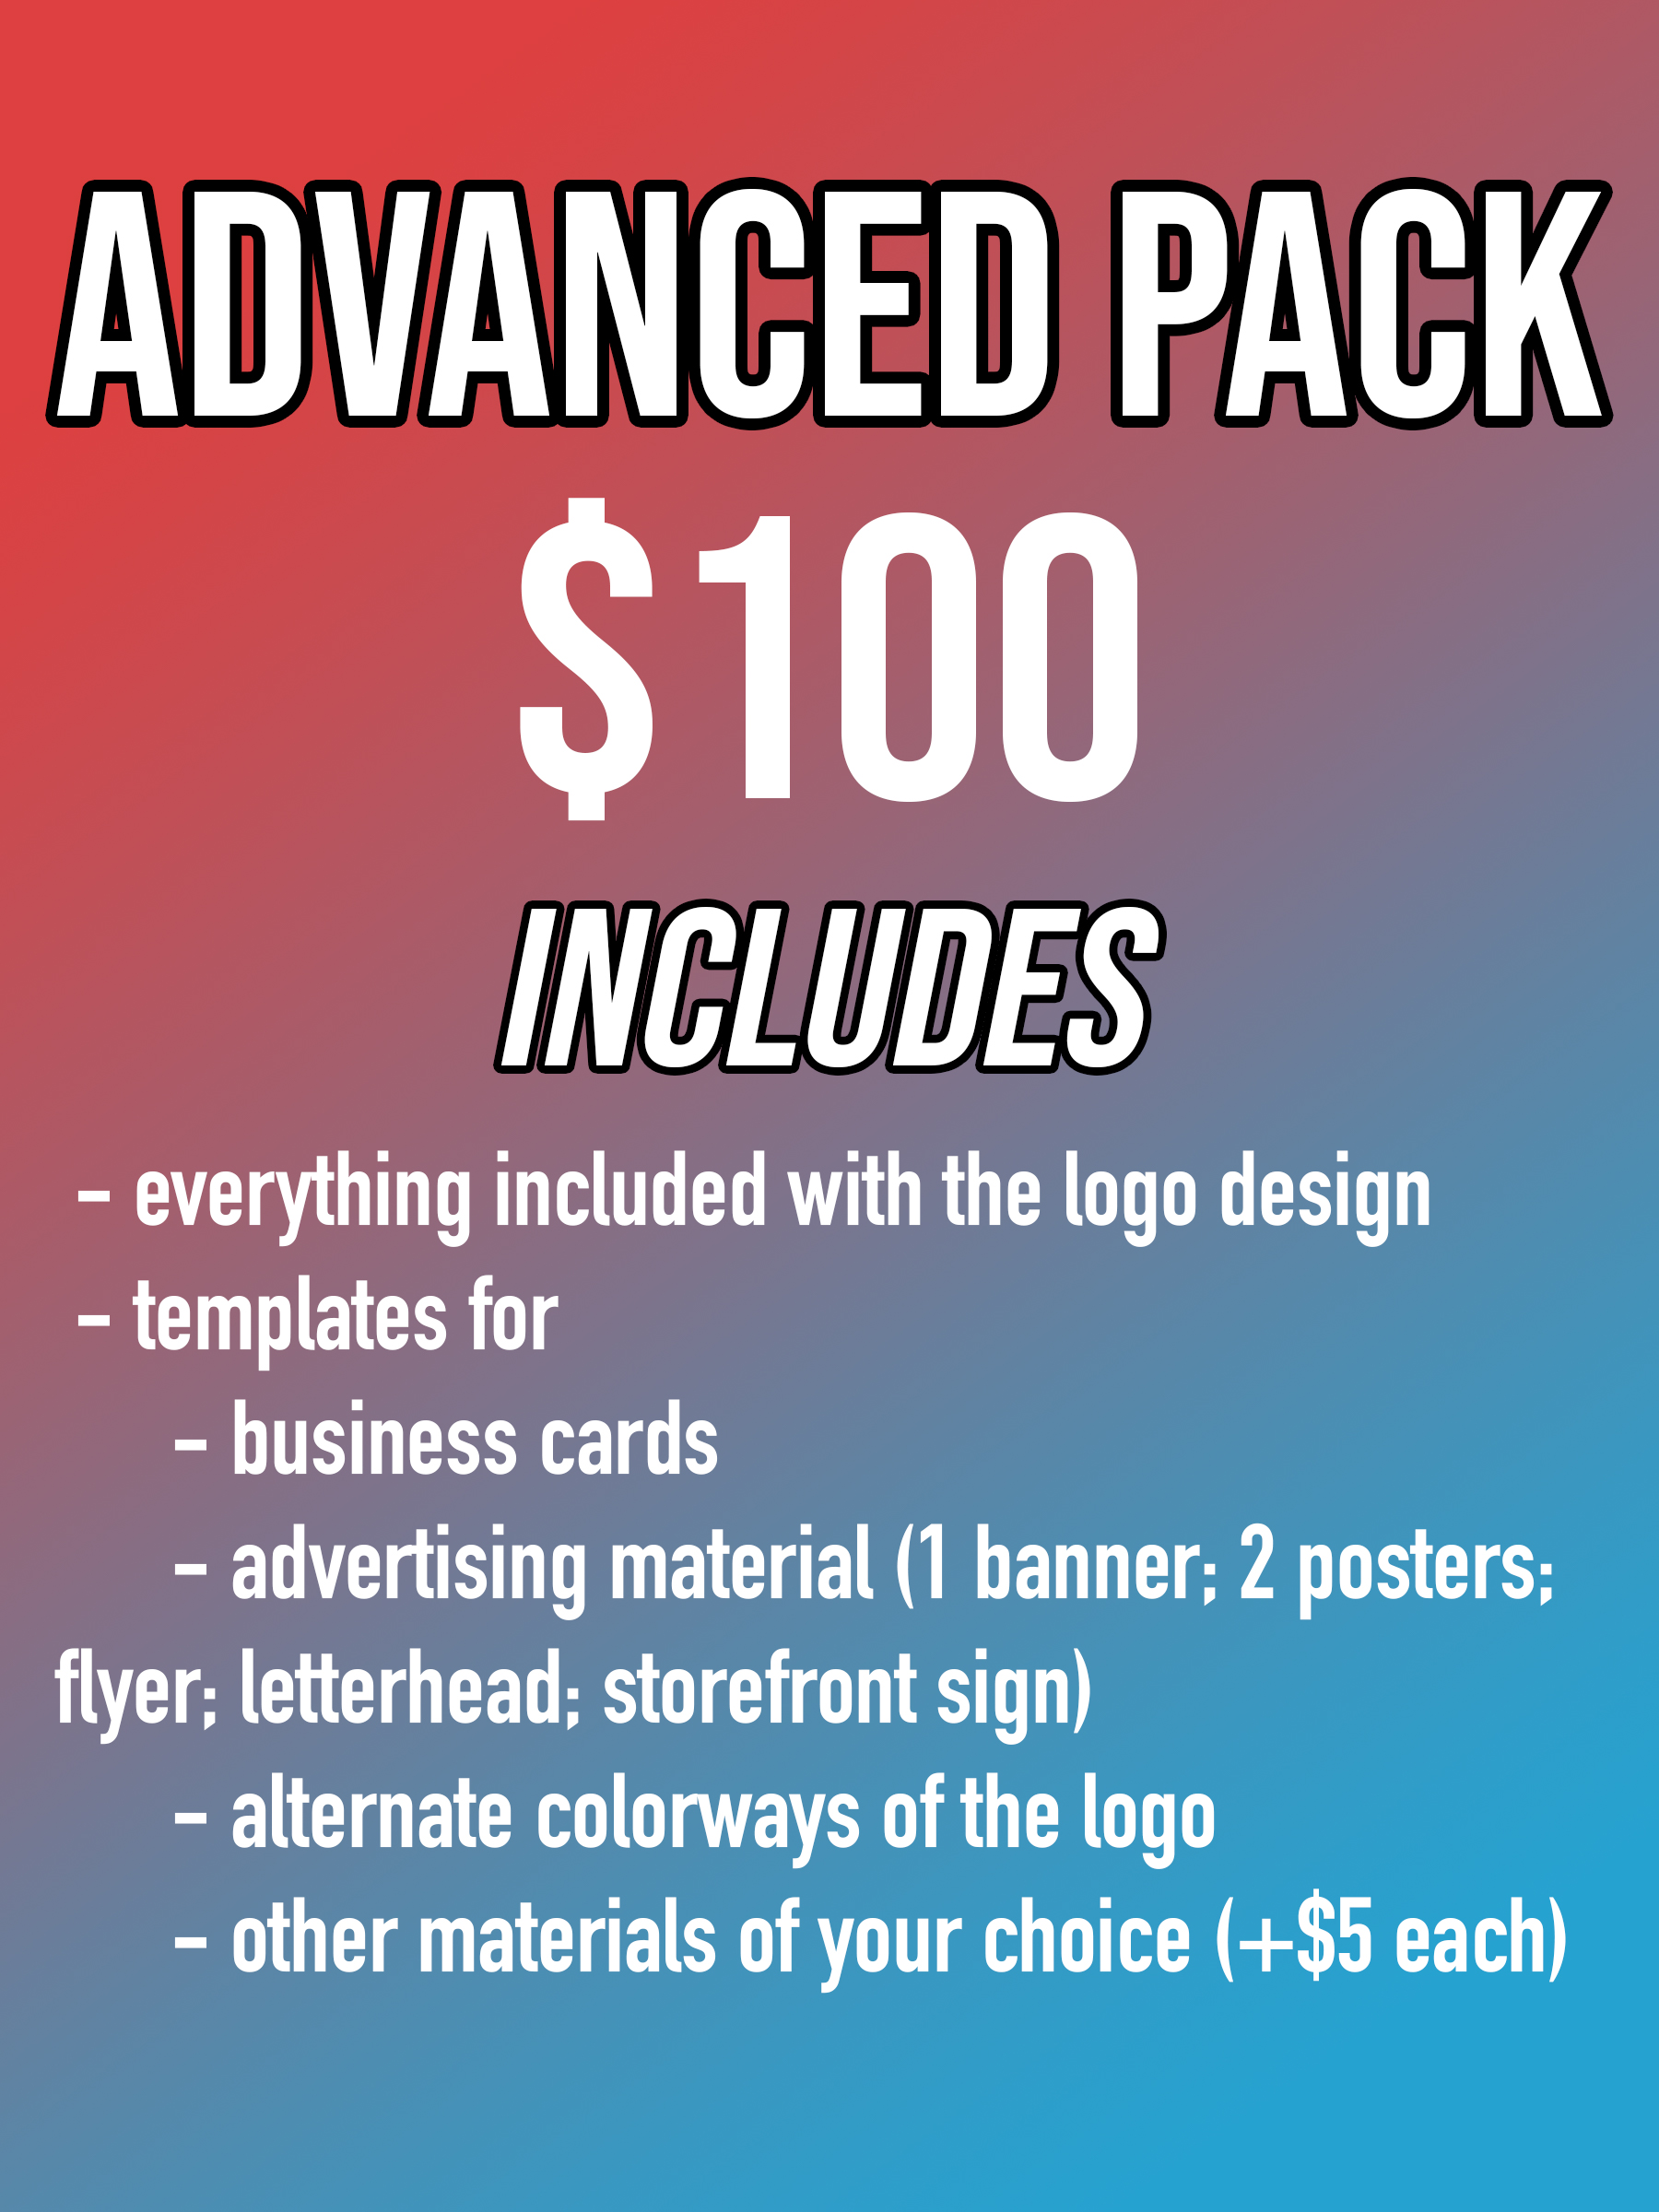 ADVANCED PACK
$100
INCLUDES
- everything included with the logo design
- templates for
- business cards
- advertising material (1 banner; 2 posters;
flyer; letterhead; storefront sign)
- alternate colorways of the logo
- other materials of your choice (+$5 each)